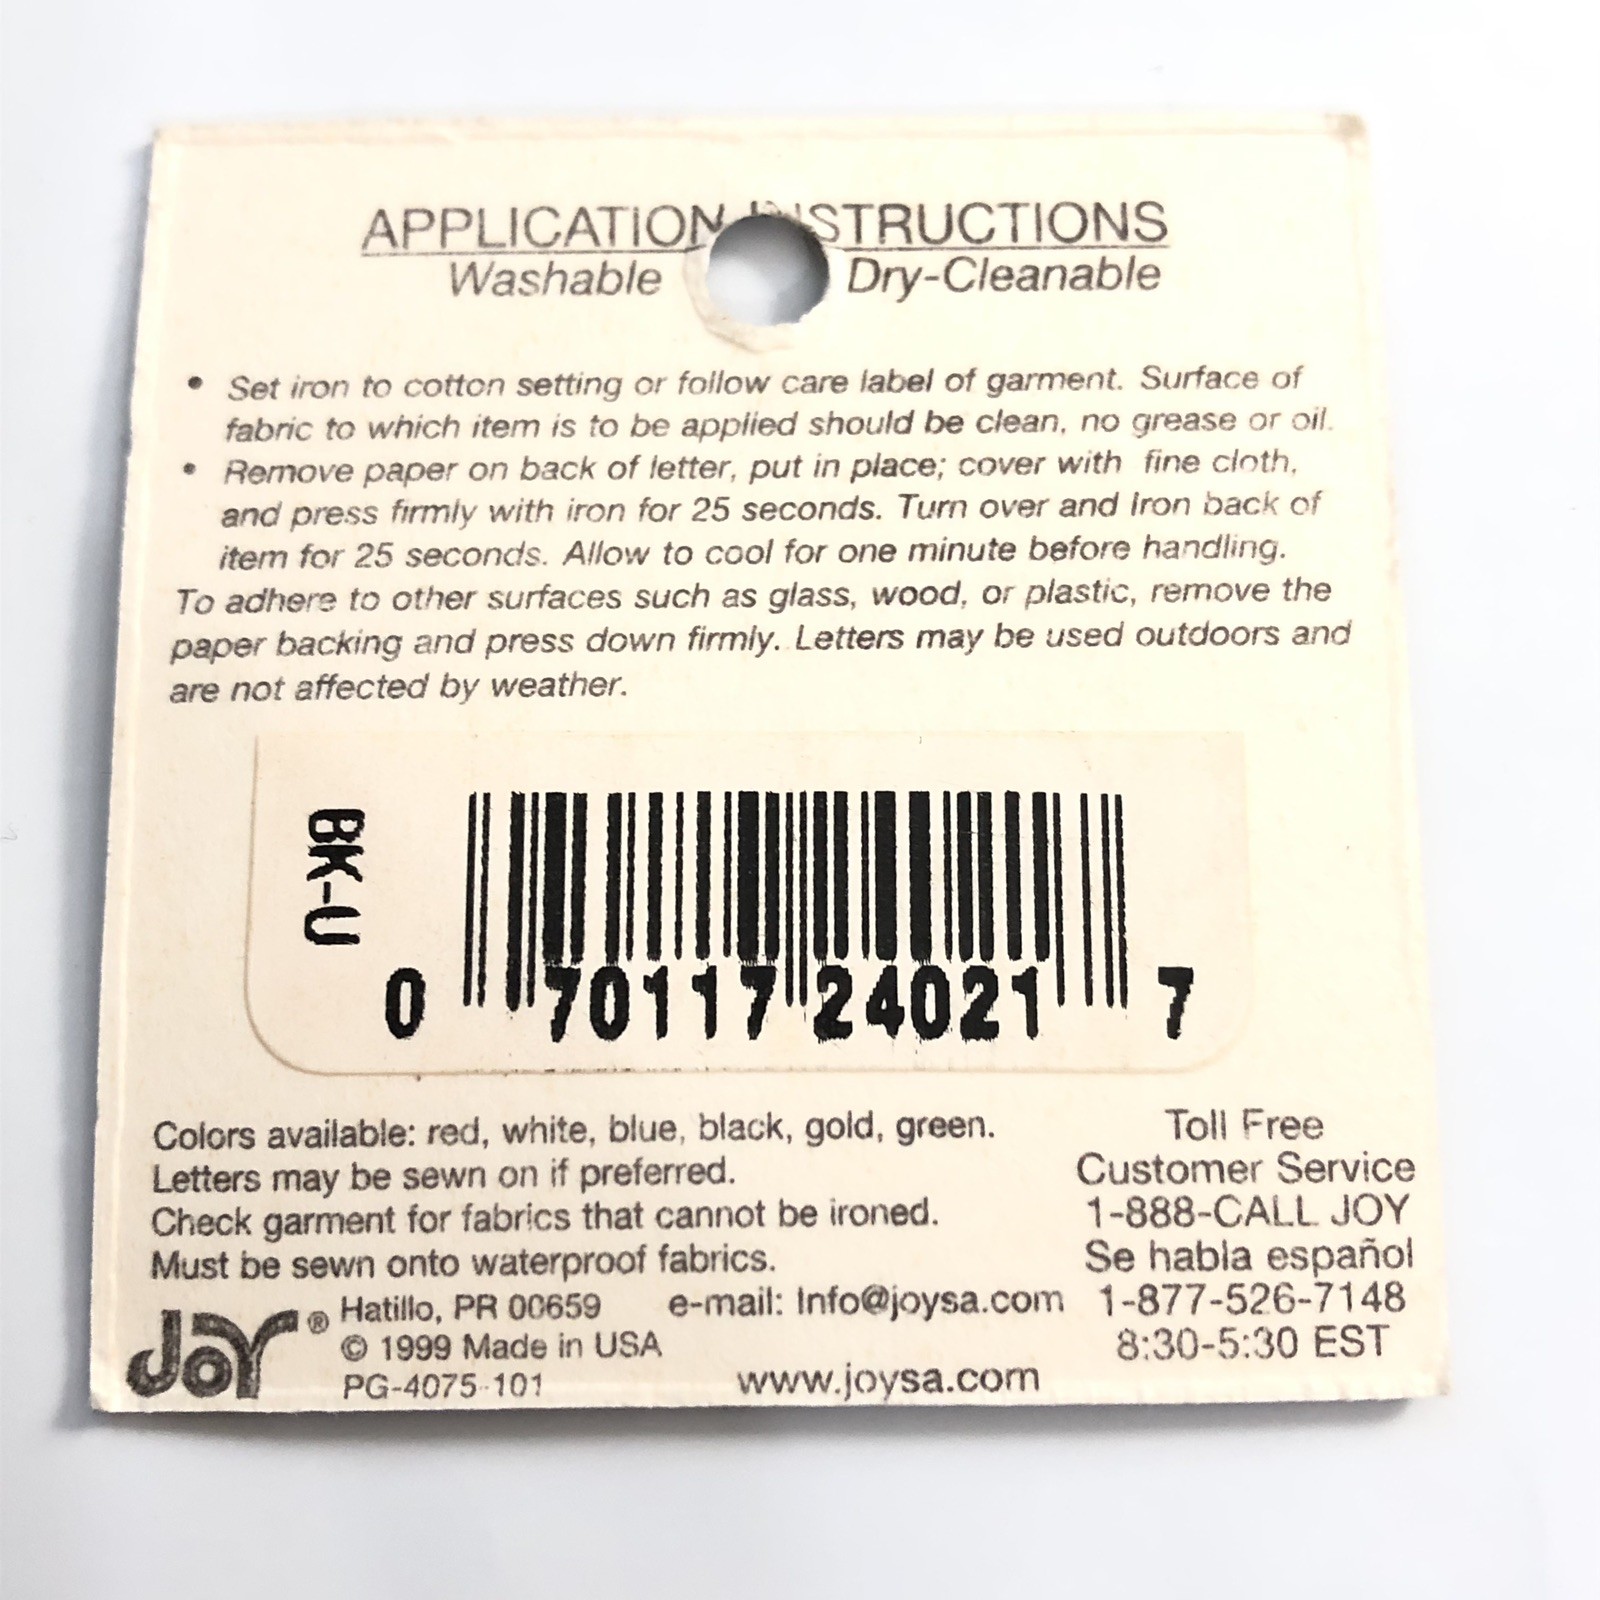 APPLICATION INSTRUCTIONS
Washable Dry-Cleanable
• Set iron to cotton setting or follow care label of garment. Surface of
fabric to which item is to be applied should be clean, no grease or oil.
• Remove paper on back of letter, put in place; cover with fine cloth,
and press firmly with iron for 25 seconds. Turn over and Iron back of
item for 25 seconds. Allow to cool for one minute before handling.
To adhere to other surfaces such as glass, wood, or plastic, remove the
paper backing and press down firmly. Letters may be used outdoors and
are not affected by weather.
BK-U
0 70117 24021 7
Colors available: red, white, blue, black, gold, green.
Letters may be sewn on if preferred.
Check garment for fabrics that cannot be ironed.
Must be sewn onto waterproof fabrics.
Toll Free
Customer Service
1-888-CALL JOY
Se habla español
1-877-526-7148
8:30-5:30 EST
JOY® Hatillo, PR 00659 e-mail: Info@joysa.com
© 1999 Made in USA
PG-4075-101 www.joysa.com